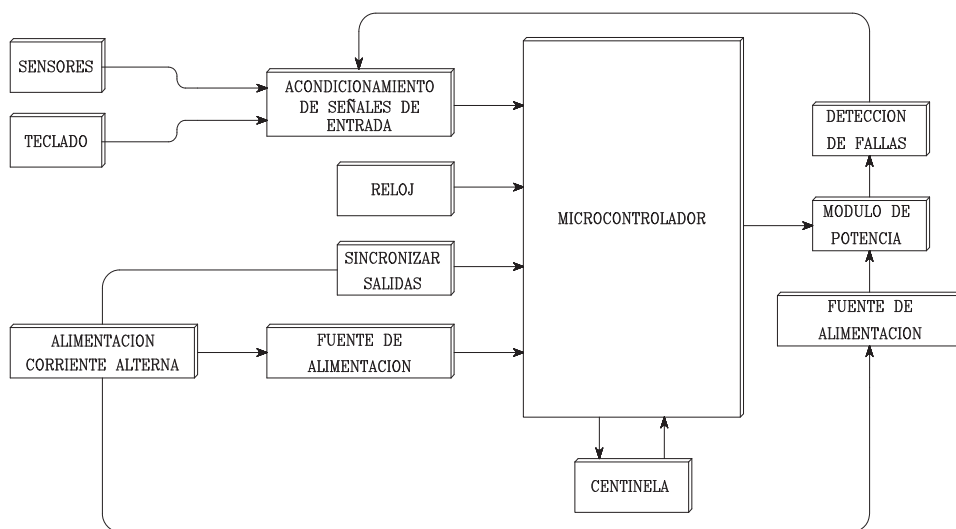 SENSORES
TECLADO
ACONDICIONAMIENTO
DE SEÑALES DE
ENTRADA
RELOJ
SINCRONIZAR
SALIDAS
ALIMENTACION
CORRIENTE ALTERNA
FUENTE DE
ALIMENTACION
MICROCONTROLADOR
CENTINELA
DETECCION
DE FALLAS
MODULO DE
POTENCIA
FUENTE DE
ALIMENTACION